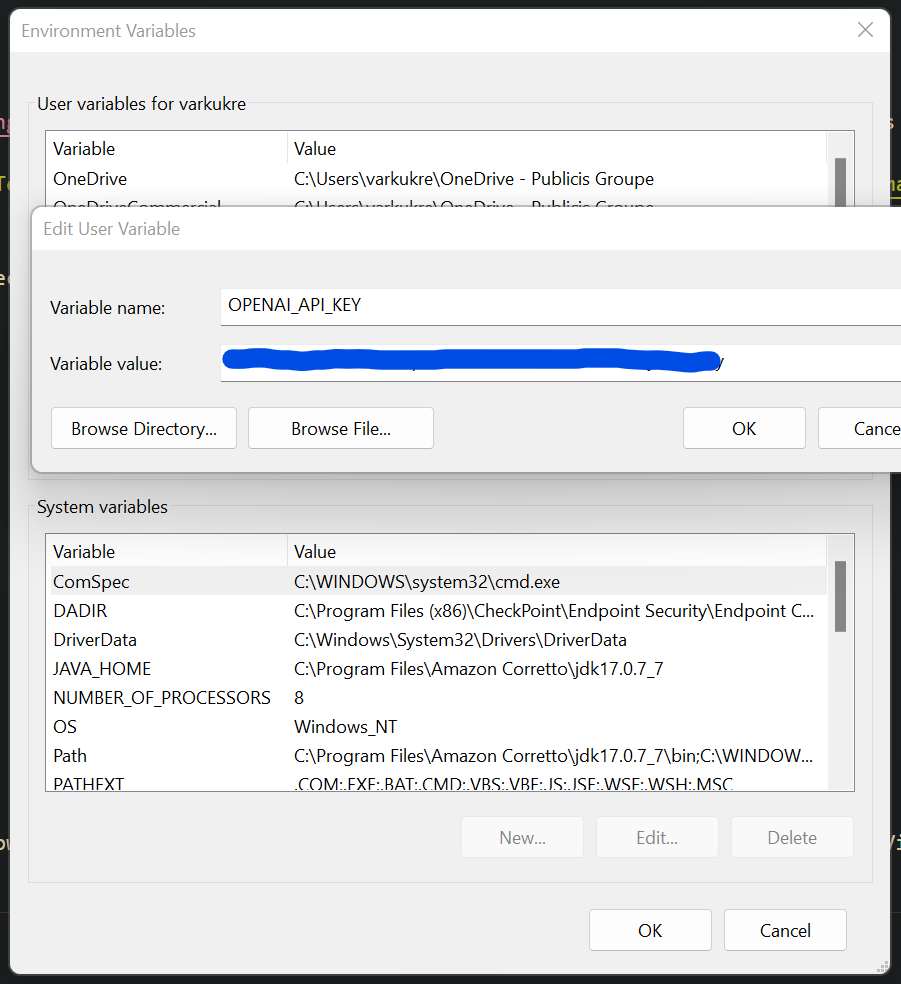 Environment Variables
User variables for varkukre
Variable Value
OneDrive C:\Users\varkukre\OneDrive - Publicis Groupe
OneDriveCommercial C:\Users\varkukre\OneDrive - Publicis Groupe
Edit User Variable
Variable name: OPENAI_API_KEY
Variable value:
Browse Directory... Browse File... OK Cance
System variables
Variable Value
ComSpec C:\WINDOWS\system32\cmd.exe
DADIR C:\Program Files (x86)\CheckPoint\Endpoint Security\Endpoint C...
DriverData C:\Windows\System32\Drivers\DriverData
JAVA_HOME C:\Program Files\Amazon Corretto\jdk17.0.7_7
NUMBER_OF_PROCESSORS 8
OS Windows_NT
Path C:\Program Files\Amazon Corretto\jdk17.0.7_7\bin;C:\WINDOW...
PATHEXT .COM;.EXE;.BAT;.CMD;.VBS;.VBE;.JS;.JSE;.WSF;.WSH;.MSC
New... Edit... Delete
OK Cancel